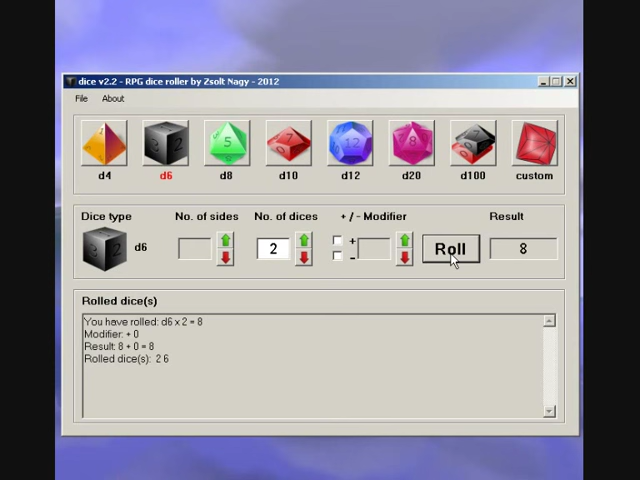 dice v2.2 - RPG dice roller by Zsolt Nagy - 2012
File About
d4 d6 d8 d10 d12 d20 d100 custom
Dice type No. of sides No. of dices + / - Modifier Result
d6 2 + - Roll 8
Rolled dice(s)
You have rolled: d6 x 2 = 8
Modifier: + 0
Result: 8 + 0 = 8
Rolled dice(s): 2 6